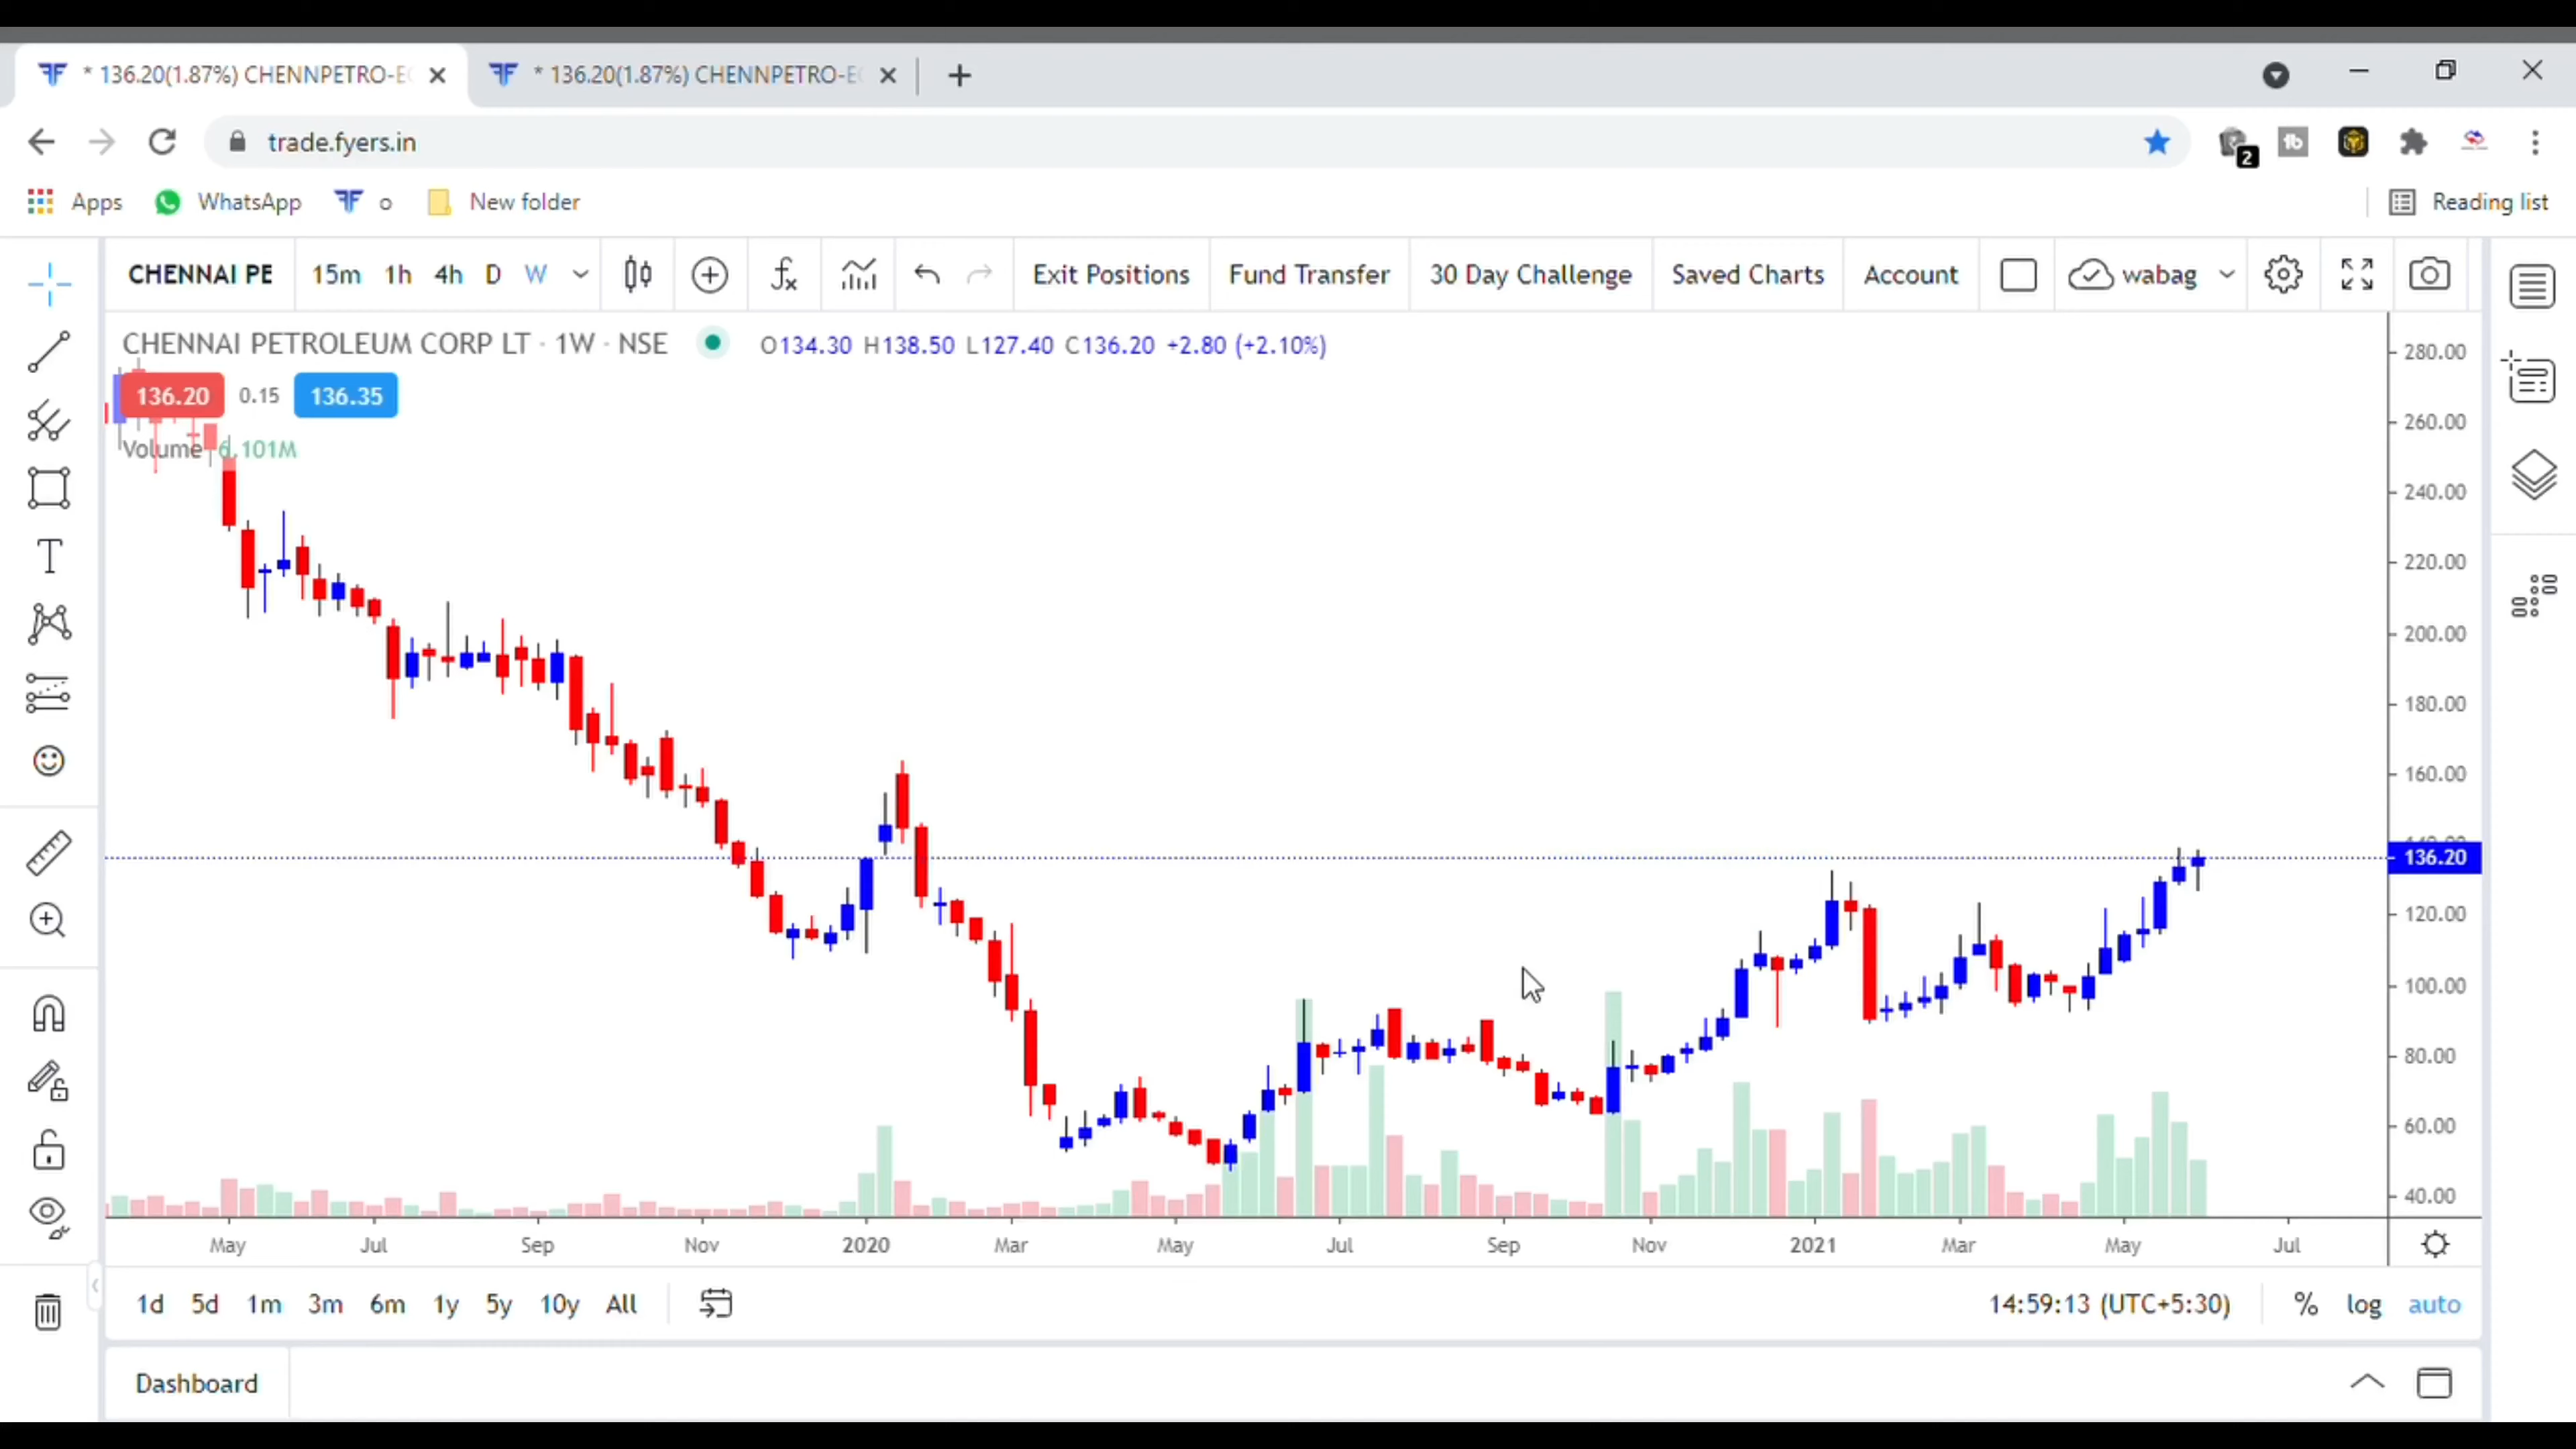 * 136.20(1.87%) CHENNPETRO-EQ
* 136.20(1.87%) CHENNPETRO-EQ
trade.fyers.in
2
tb
Apps
WhatsApp
o
New folder
Reading list
CHENNAI PE
15m 1h 4h D W
Exit Positions
Fund Transfer
30 Day Challenge
Saved Charts
Account
wabag
CHENNAI PETROLEUM CORP LT · 1W · NSE
O134.30 H138.50 L127.40 C136.20 +2.80 (+2.10%)
136.20 0.15 136.35
Volume 6.101M
280.00
260.00
240.00
220.00
200.00
180.00
160.00
136.20
120.00
100.00
80.00
60.00
40.00
May Jul Sep Nov 2020 Mar May Jul Sep Nov 2021 Mar May Jul
1d 5d 1m 3m 6m 1y 5y 10y All
14:59:13 (UTC+5:30)
% log auto
Dashboard